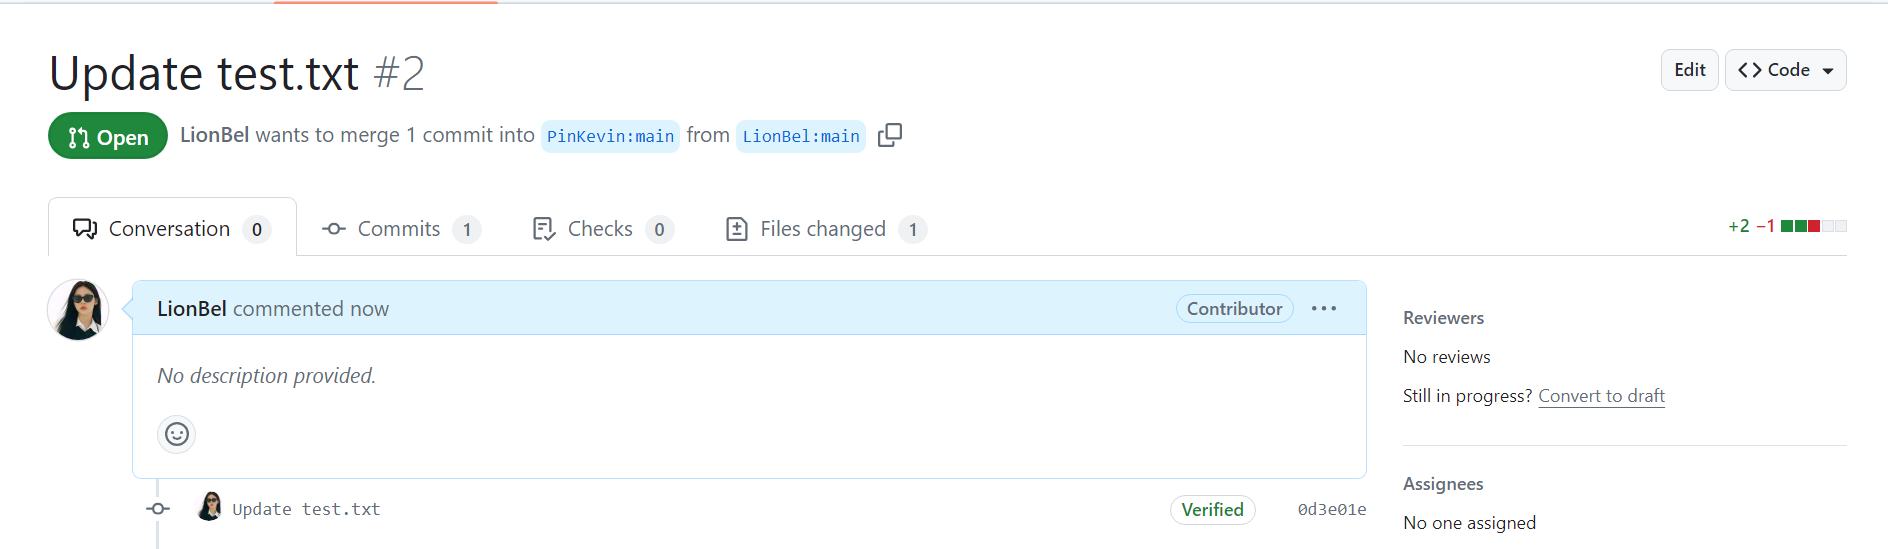 Update test.txt #2
Edit
Code
Open
LionBel wants to merge 1 commit into PinKevin:main from LionBel:main
Conversation 0
Commits 1
Checks 0
Files changed 1
+2 −1
LionBel commented now
Contributor
No description provided.
Update test.txt
Verified
0d3e01e
Reviewers
No reviews
Still in progress? Convert to draft
Assignees
No one assigned